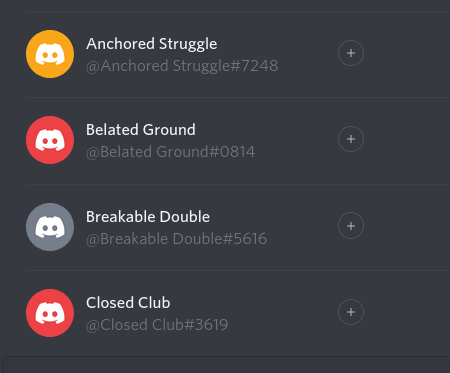 Anchored Struggle
@Anchored Struggle#7248
Belated Ground
@Belated Ground#0814
Breakable Double
@Breakable Double#5616
Closed Club
@Closed Club#3619